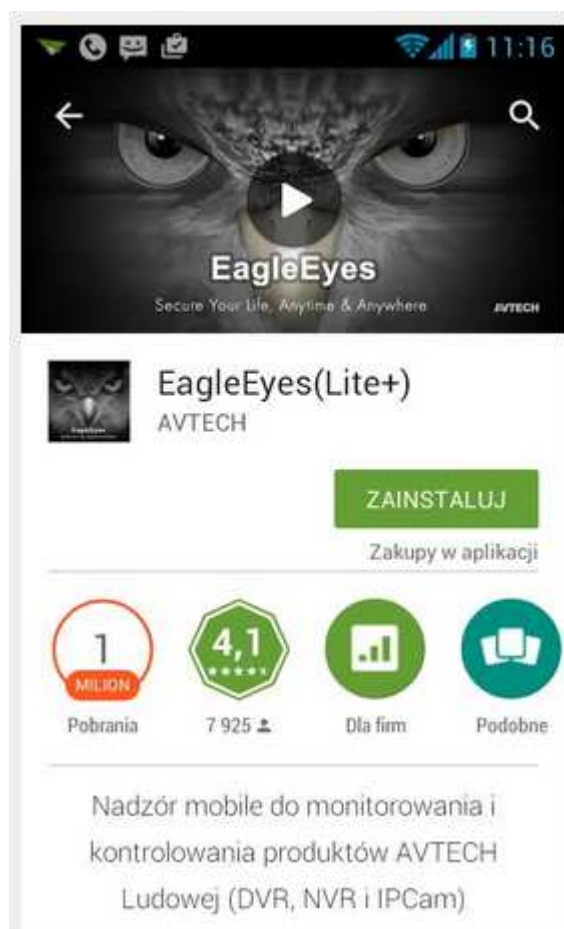 11:16
EagleEyes
Secure Your Life, Anytime & Anywhere
AVTECH
EagleEyes(Lite+)
AVTECH
ZAINSTALUJ
Zakupy w aplikacji
1
MILION
4,1
Pobrania
7 925
Dla firm
Podobne
Nadzór mobile do monitorowania i
kontrolowania produktów AVTECH
Ludowej (DVR, NVR i IPCam)